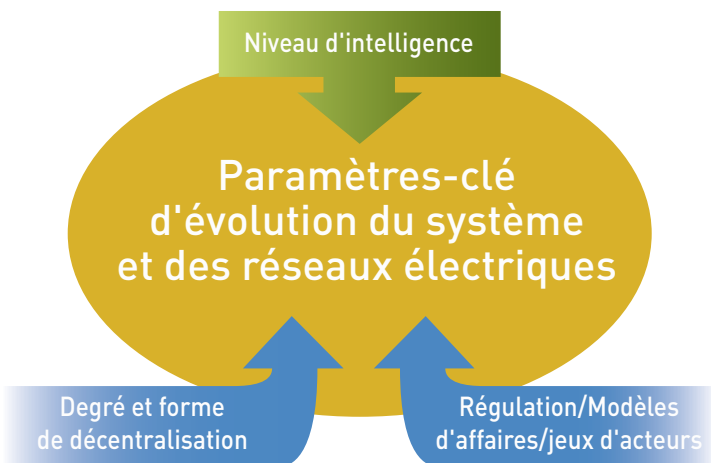 Niveau d'intelligence
Paramètres-clé
d'évolution du système
et des réseaux électriques
Degré et forme
de décentralisation
Régulation/Modèles
d'affaires/jeux d'acteurs